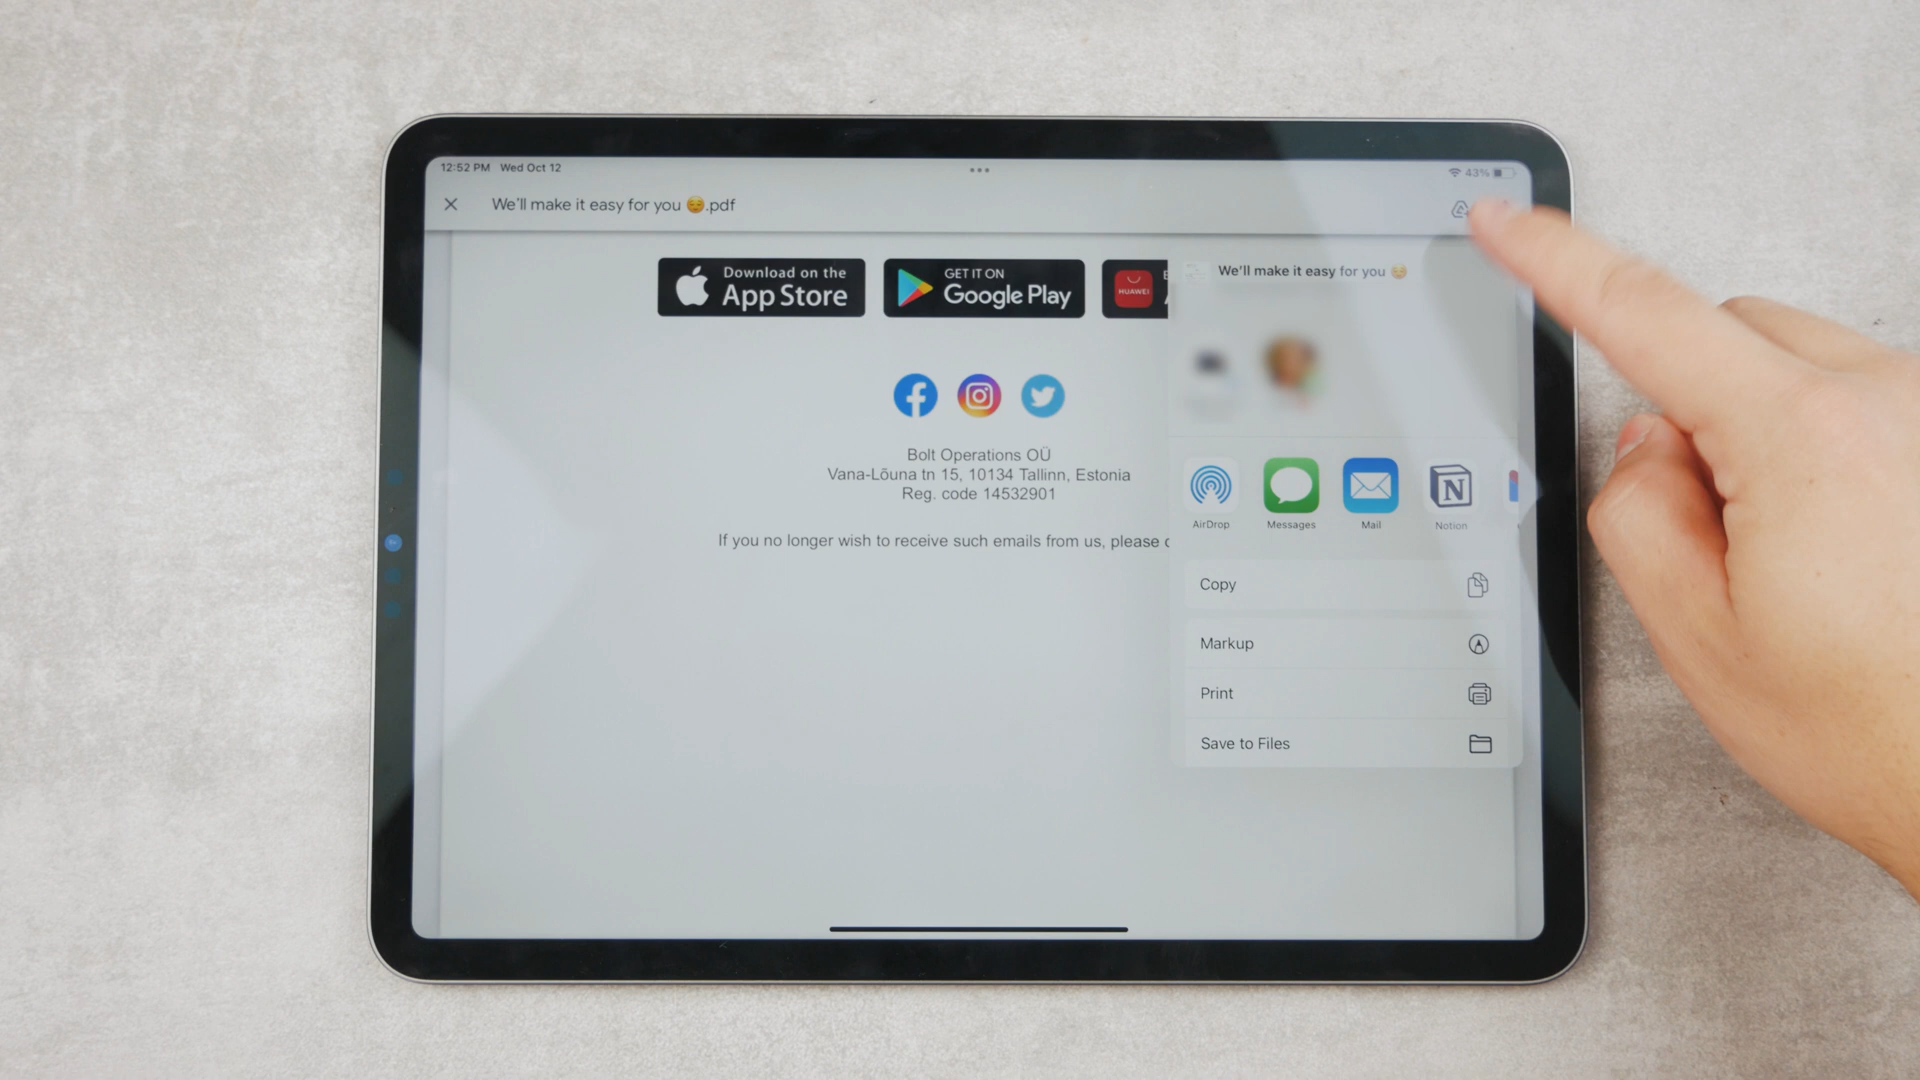 12:52 PM Wed Oct 12
43%
We'll make it easy for you 😌.pdf
Download on the
App Store
GET IT ON
Google Play
HUAWEI
We'll make it easy for you 😌
Bolt Operations OÜ
Vana-Lõuna tn 15, 10134 Tallinn, Estonia
Reg. code 14532901
If you no longer wish to receive such emails from us, please
AirDrop
Messages
Mail
Notion
Copy
Markup
Print
Save to Files